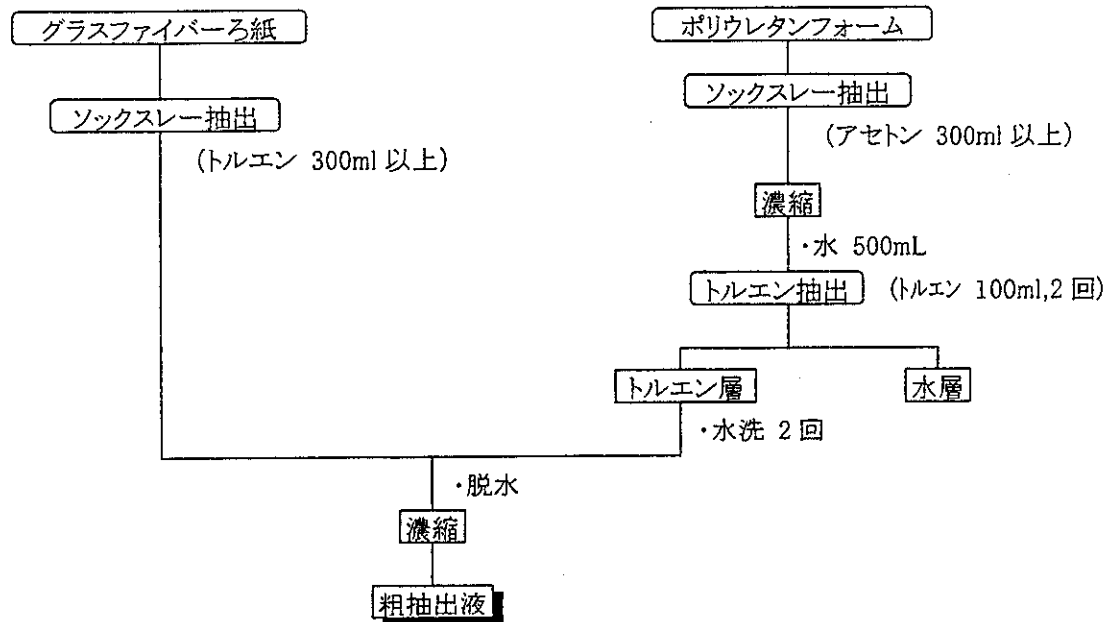 グラスファイバーろ紙
ポリウレタンフォーム
ソックスレー抽出
(トルエン 300ml 以上)
ソックスレー抽出
(アセトン 300ml 以上)
濃縮
・水 500mL
トルエン抽出
(トルエン 100ml,2回)
トルエン層
水層
・水洗 2回
・脱水
濃縮
粗抽出液